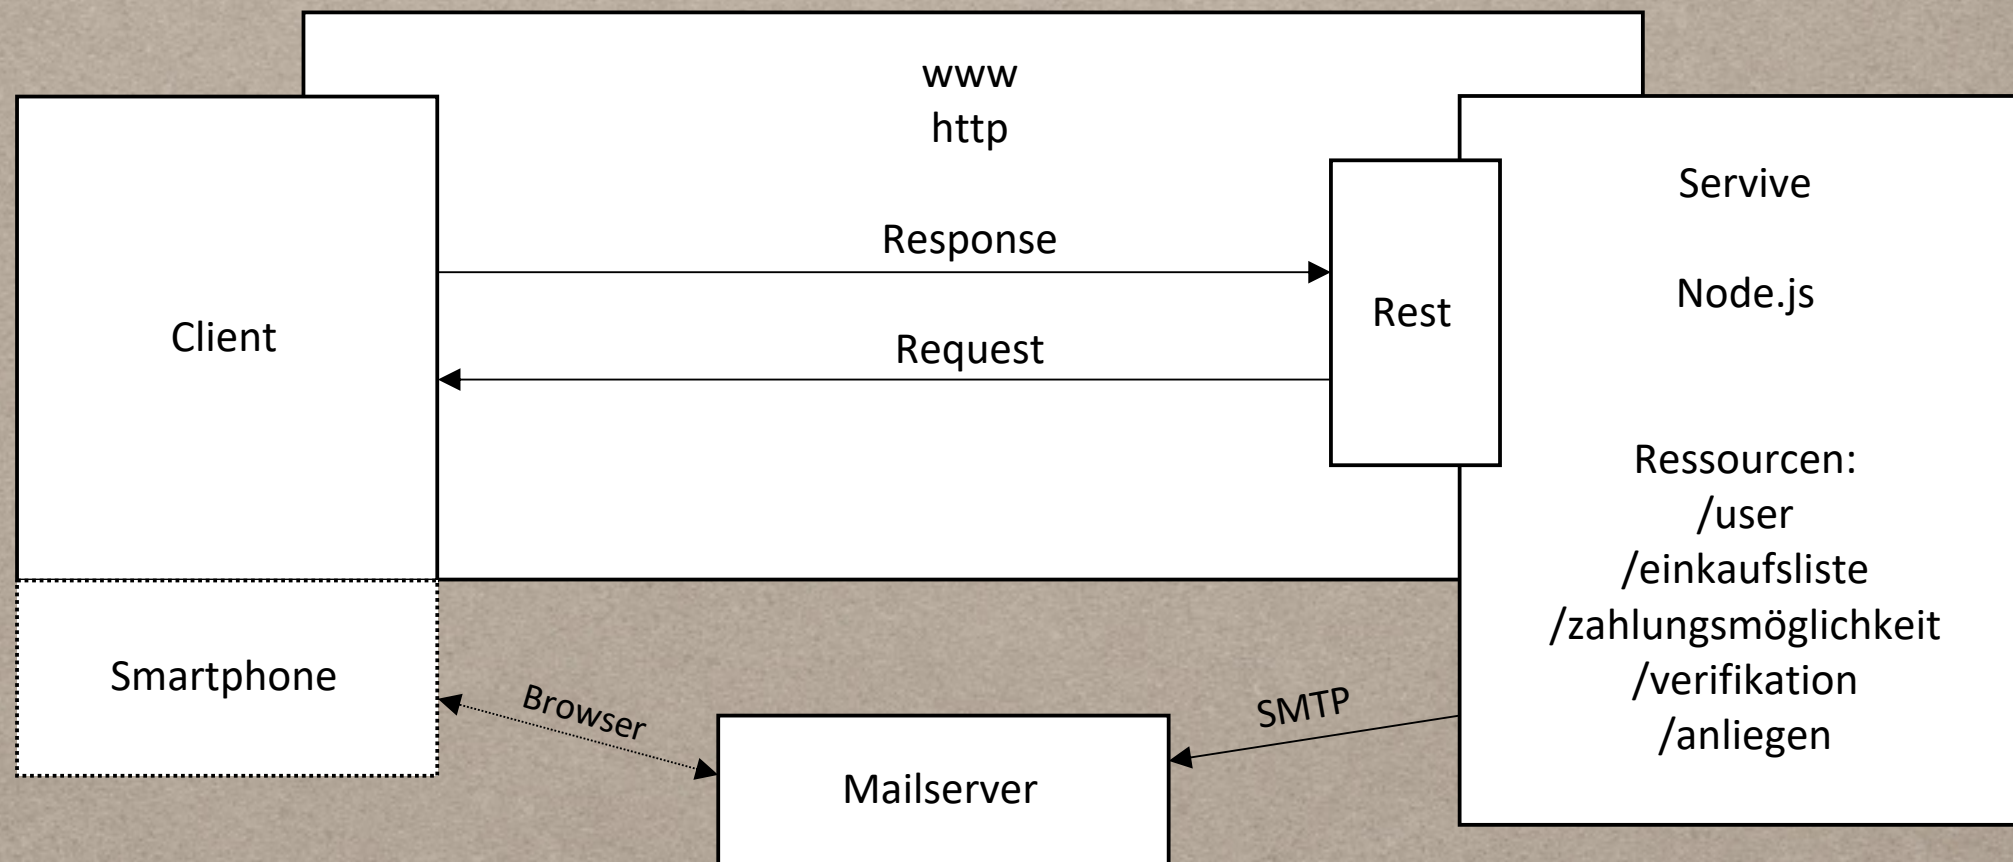 www
http
Client
Response
Request
Rest
Servive
Node.js
Ressourcen:
/user
/einkaufsliste
/zahlungsmöglichkeit
/verifikation
/anliegen
Smartphone
Browser
SMTP
Mailserver